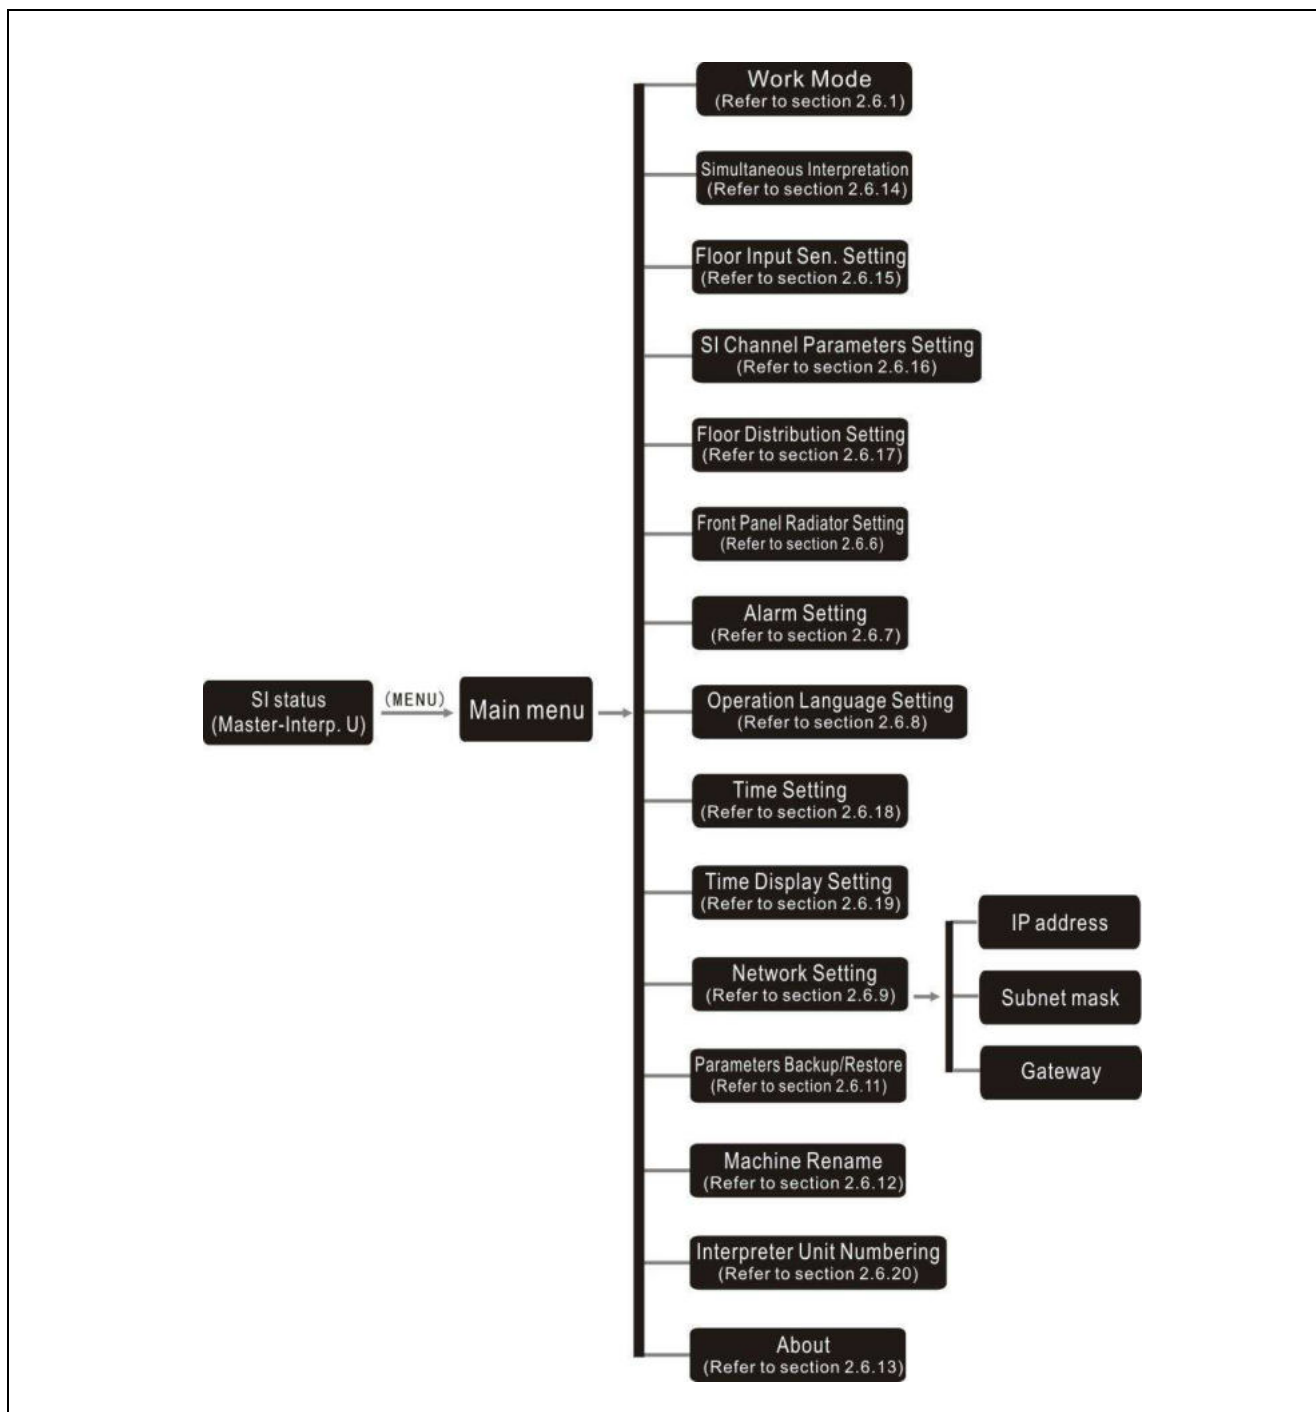 Work Mode
(Refer to section 2.6.1)
Simultaneous Interpretation
(Refer to section 2.6.14)
Floor Input Sen. Setting
(Refer to section 2.6.15)
SI Channel Parameters Setting
(Refer to section 2.6.16)
Floor Distribution Setting
(Refer to section 2.6.17)
Front Panel Radiator Setting
(Refer to section 2.6.6)
Alarm Setting
(Refer to section 2.6.7)
SI status
(Master-Interp. U)
(MENU)
Main menu
Operation Language Setting
(Refer to section 2.6.8)
Time Setting
(Refer to section 2.6.18)
Time Display Setting
(Refer to section 2.6.19)
Network Setting
(Refer to section 2.6.9)
IP address
Subnet mask
Gateway
Parameters Backup/Restore
(Refer to section 2.6.11)
Machine Rename
(Refer to section 2.6.12)
Interpreter Unit Numbering
(Refer to section 2.6.20)
About
(Refer to section 2.6.13)